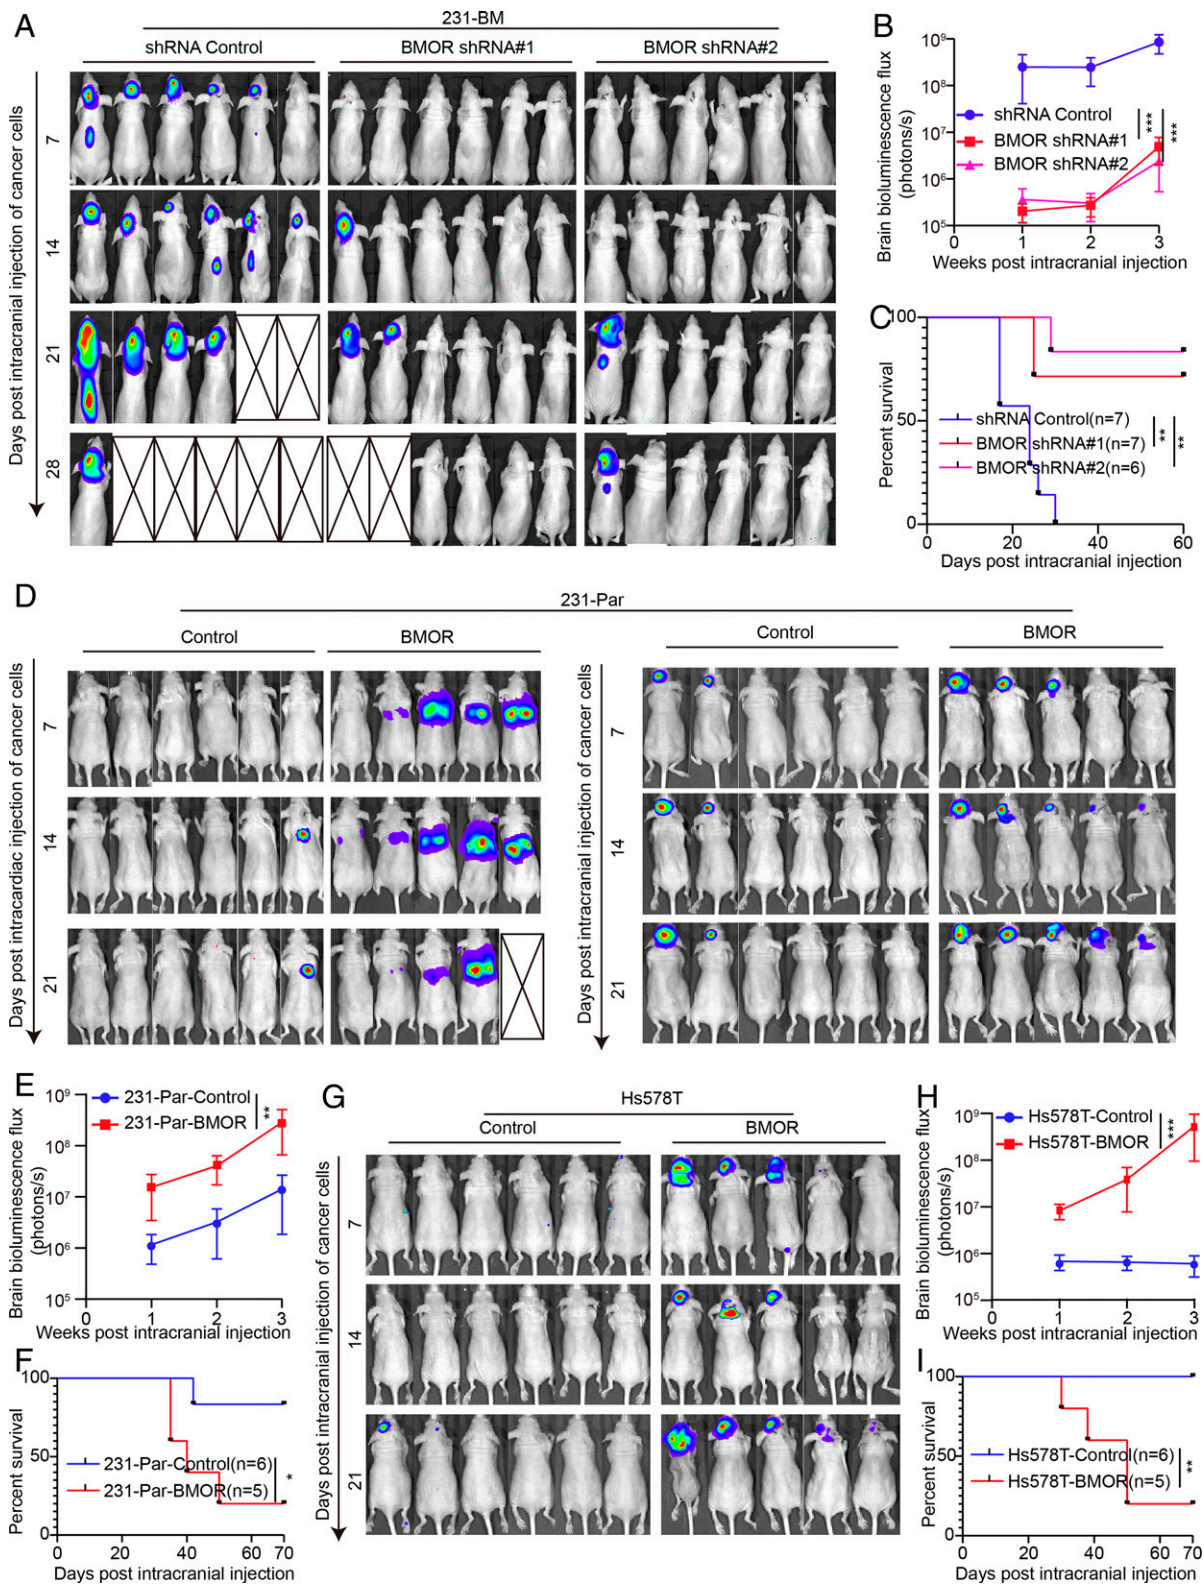 A
231-BM
shRNA Control
BMOR shRNA#1
BMOR shRNA#2
Days post intracranial injection of cancer cells
7
14
21
28
B
Brain bioluminescence flux
(photons/s)
10⁹
10⁸
10⁷
10⁶
10⁵
shRNA Control
BMOR shRNA#1
BMOR shRNA#2
***
***
0 1 2 3
Weeks post intracranial injection
C
Percent survival
100
50
0
shRNA Control(n=7)
BMOR shRNA#1(n=7)
BMOR shRNA#2(n=6)
**
**
0 20 40 60
Days post intracranial injection
D
231-Par
Control
BMOR
Control
BMOR
Days post intracardiac injection of cancer cells
7
14
21
Days post intracranial injection of cancer cells
7
14
21
E
Brain bioluminescence flux
(photons/s)
10⁹
10⁸
10⁷
10⁶
10⁵
231-Par-Control
231-Par-BMOR
**
0 1 2 3
Weeks post intracranial injection
F
Percent survival
100
50
0
231-Par-Control(n=6)
231-Par-BMOR(n=5)
*
0 20 40 60 70
Days post intracranial injection
G
Hs578T
Control
BMOR
Days post intracranial injection of cancer cells
7
14
21
H
Brain bioluminescence flux
(photons/s)
10⁹
10⁸
10⁷
10⁶
10⁵
Hs578T-Control
Hs578T-BMOR
***
0 1 2 3
Weeks post intracranial injection
I
Percent survival
100
50
0
Hs578T-Control(n=6)
Hs578T-BMOR(n=5)
**
0 20 40 60 70
Days post intracranial injection